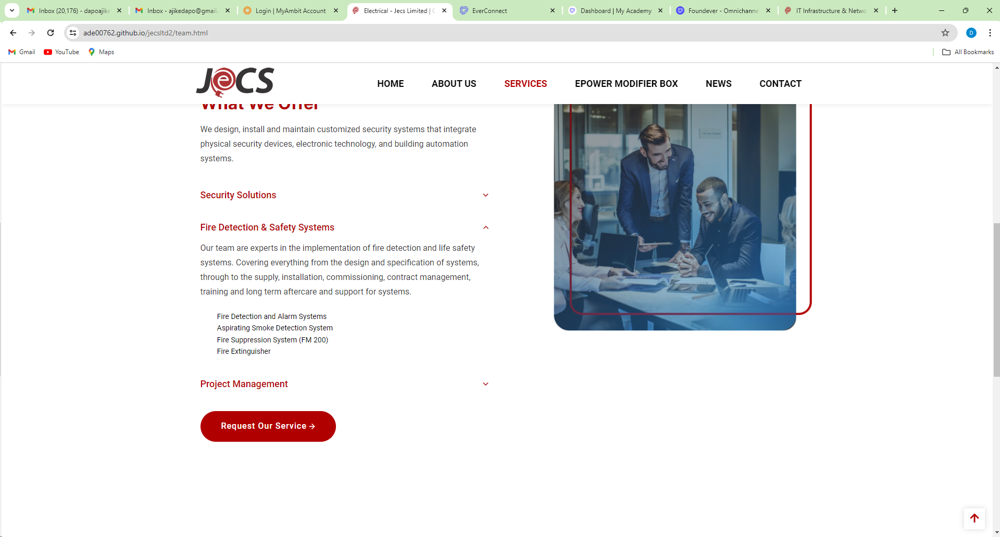 Inbox (20,176) - dapoajike
Inbox - ajikedapo@gmail.
Login | MyAmbit Account
Electrical - Jecs Limited |
EverConnect
Dashboard | My Academy
Foundever - Omnichanne
IT Infrastructure & Netwo
ade00762.github.io/jecsltd2/team.html
D
Gmail
YouTube
Maps
All Bookmarks
JeCS
HOME
ABOUT US
SERVICES
EPOWER MODIFIER BOX
NEWS
CONTACT
What We Offer
We design, install and maintain customized security systems that integrate
physical security devices, electronic technology, and building automation
systems.
Security Solutions
Fire Detection & Safety Systems
Our team are experts in the implementation of fire detection and life safety
systems. Covering everything from the design and specification of systems,
through to the supply, installation, commissioning, contract management,
training and long term aftercare and support for systems.
Fire Detection and Alarm Systems
Aspirating Smoke Detection System
Fire Suppression System (FM 200)
Fire Extinguisher
Project Management
Request Our Service →